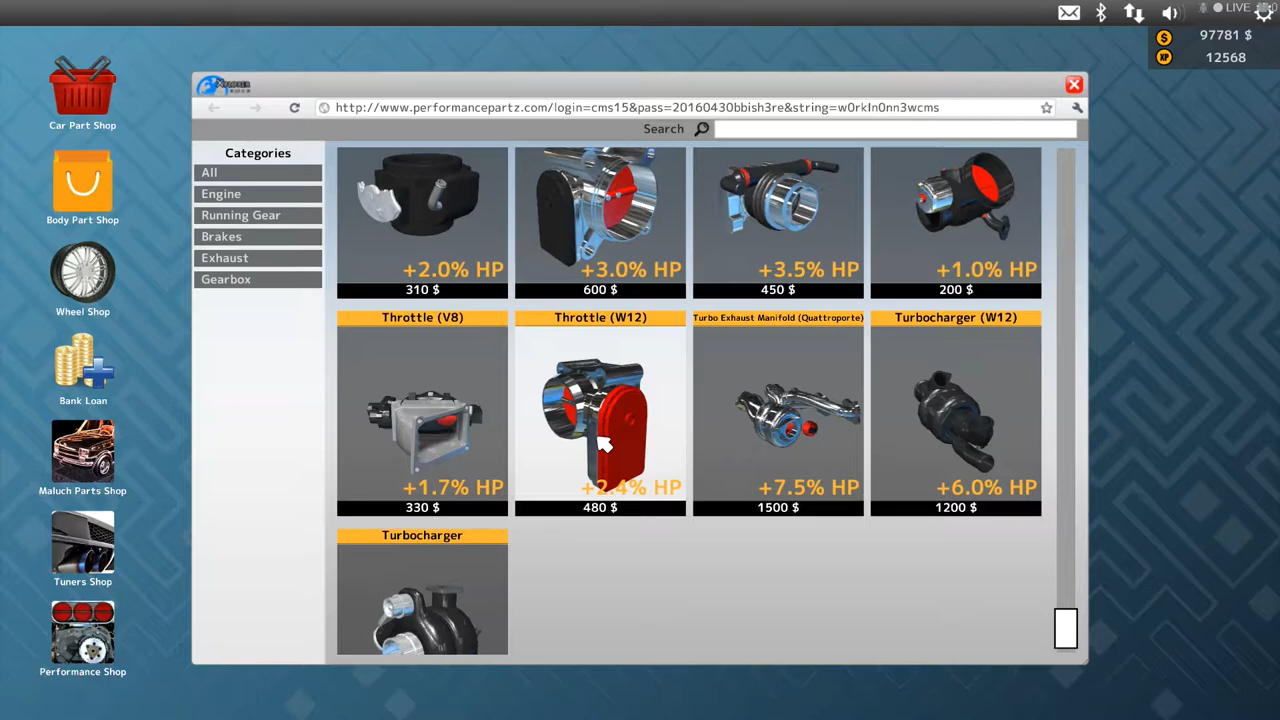 LIVE
97781 $
12568
http://www.performancepartz.com/login=cms15&pass=20160430bbish3re&string=w0rkIn0nn3wcms
Search
Categories
All
Engine
Running Gear
Brakes
Exhaust
Gearbox
Car Part Shop
Body Part Shop
Wheel Shop
Bank Loan
Maluch Parts Shop
Tuners Shop
Performance Shop
+2.0% HP
310 $
+3.0% HP
600 $
+3.5% HP
450 $
+1.0% HP
200 $
Throttle (V8)
+1.7% HP
330 $
Throttle (W12)
+2.4% HP
480 $
Turbo Exhaust Manifold (Quattroporte)
+7.5% HP
1500 $
Turbocharger (W12)
+6.0% HP
1200 $
Turbocharger